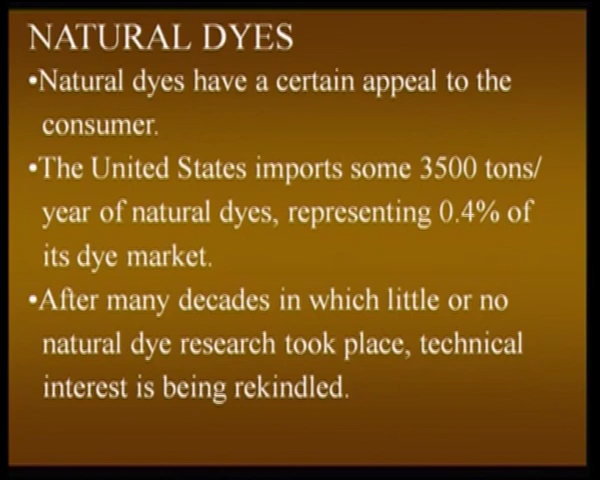 NATURAL DYES
•Natural dyes have a certain appeal to the
consumer.
•The United States imports some 3500 tons/
year of natural dyes, representing 0.4% of
its dye market.
•After many decades in which little or no
natural dye research took place, technical
interest is being rekindled.